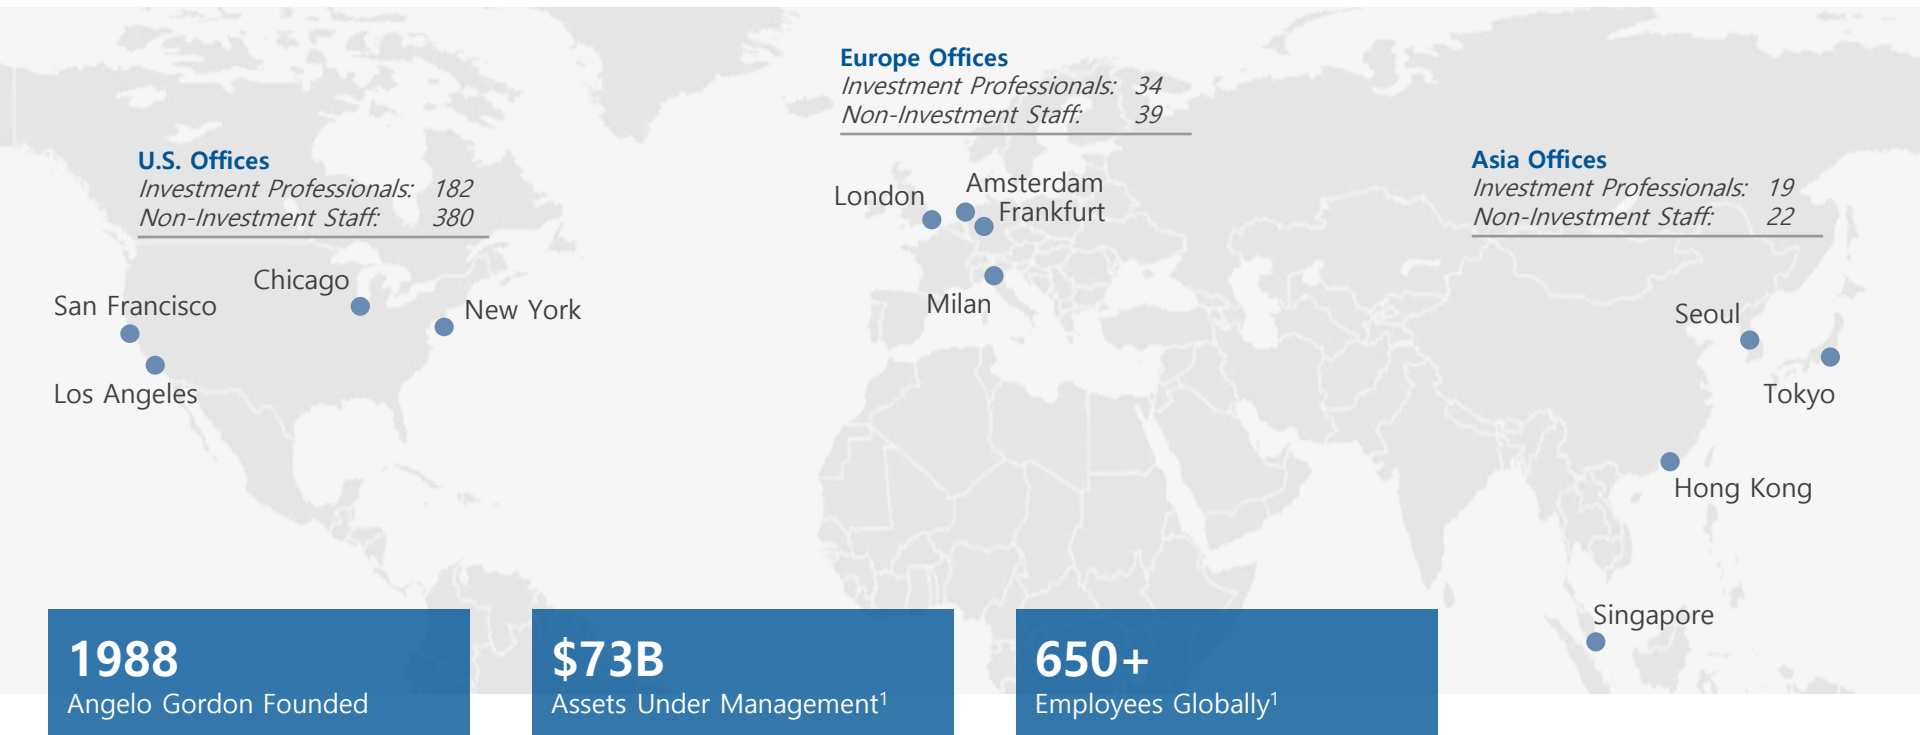 Europe Offices
Investment Professionals: 34
Non-Investment Staff: 39
U.S. Offices
Investment Professionals: 182
Non-Investment Staff: 380
Asia Offices
Investment Professionals: 19
Non-Investment Staff: 22
London
Amsterdam
Frankfurt
Milan
Chicago
San Francisco
New York
Los Angeles
Seoul
Tokyo
Hong Kong
Singapore
1988
Angelo Gordon Founded
$73B
Assets Under Management¹
650+
Employees Globally¹